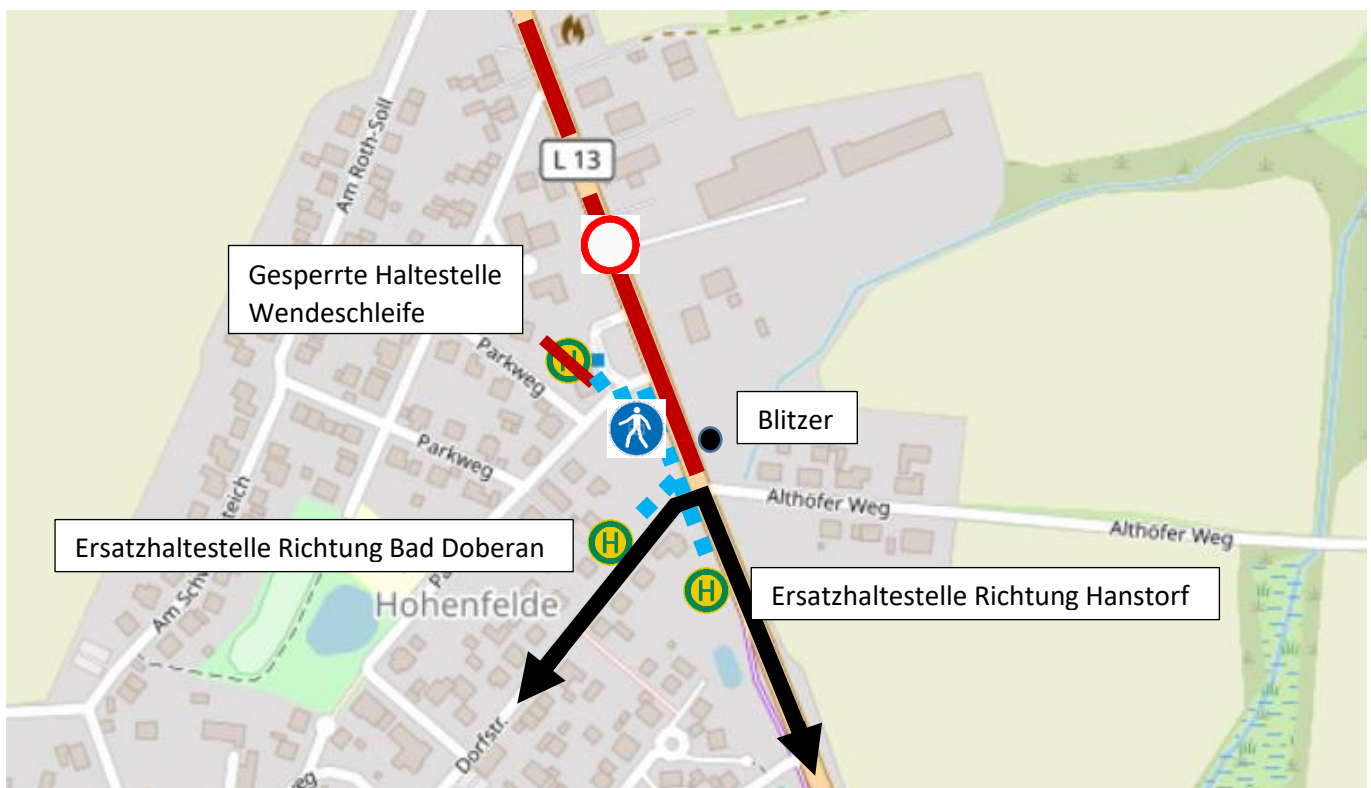 Am Roth-Soll
L 13
Gesperrte Haltestelle
Wendeschleife
H
Parkweg
Blitzer
Parkweg
Althöfer Weg
Althöfer Weg
Ersatzhaltestelle Richtung Bad Doberan
H
H
Ersatzhaltestelle Richtung Hanstorf
Hohenfelde
Dorfstr.